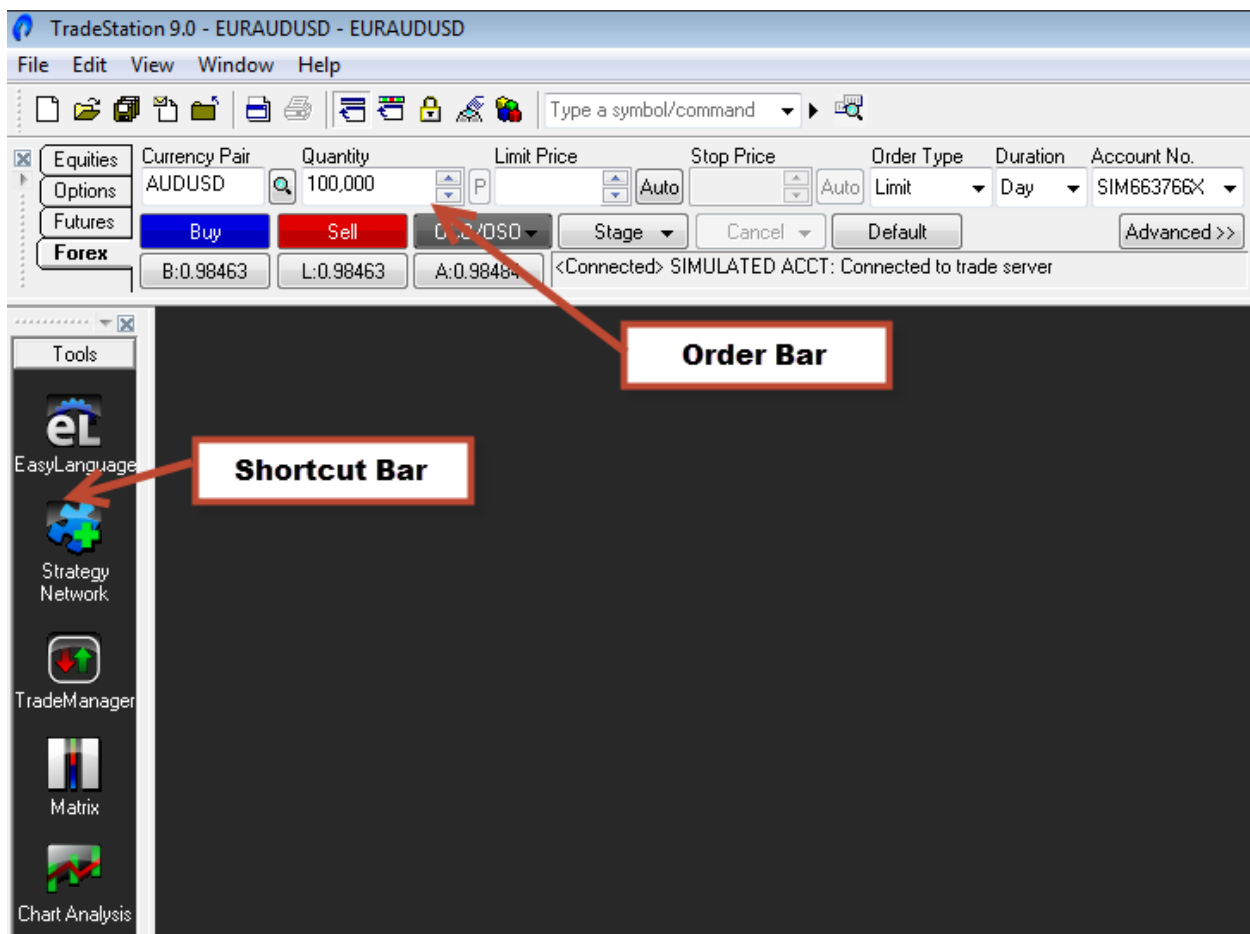 TradeStation 9.0 - EURAUDUSD - EURAUDUSD
File Edit View Window Help
Type a symbol/command
Equities
Options
Futures
Forex
Currency Pair Quantity Limit Price Stop Price Order Type Duration Account No.
AUDUSD 100,000 P Auto Auto Limit Day SIM663766X
Buy Sell OCO/OSO Stage Cancel Default Advanced >>
B:0.98463 L:0.98463 A:0.98484 <Connected> SIMULATED ACCT: Connected to trade server
Order Bar
Tools
eL
EasyLanguage
Shortcut Bar
Strategy
Network
TradeManager
Matrix
Chart Analysis